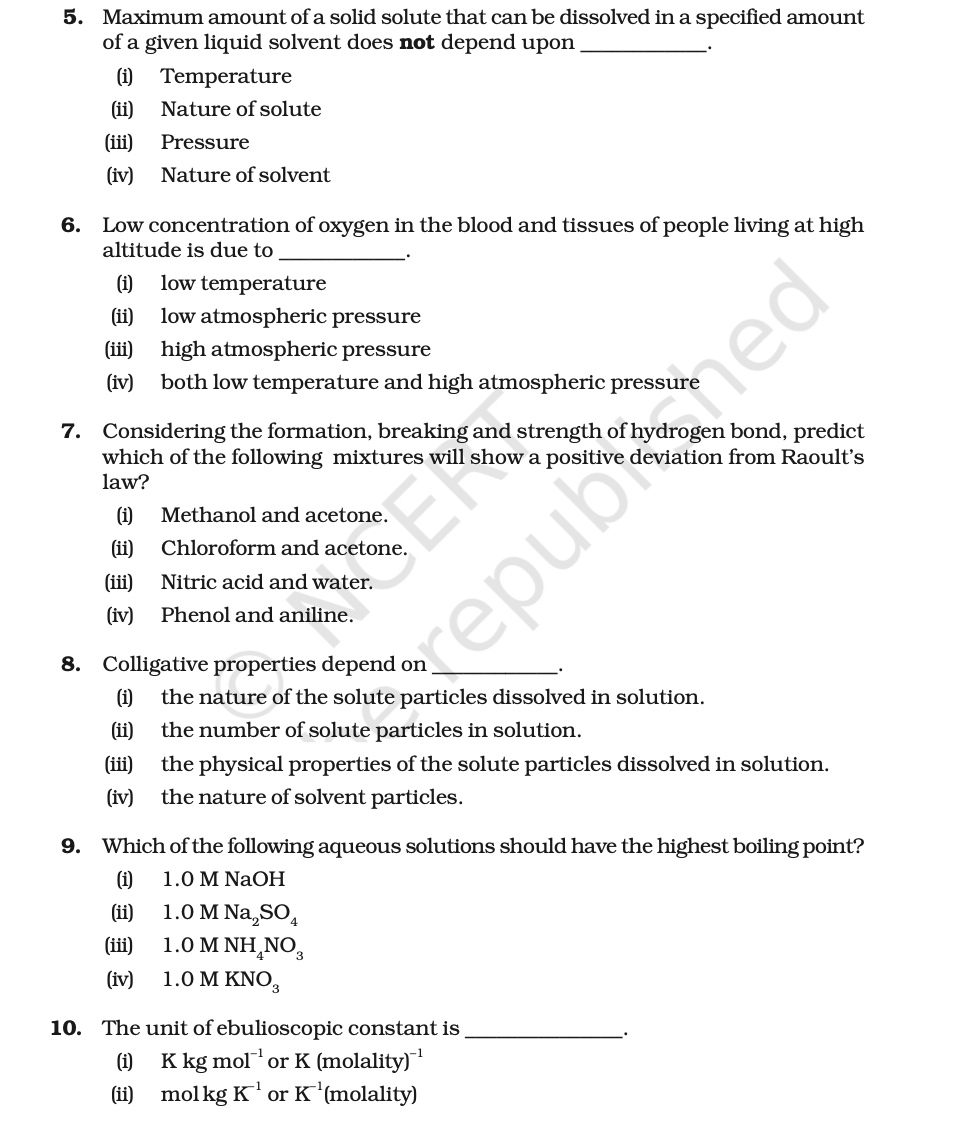 5. Maximum amount of a solid solute that can be dissolved in a specified amount
of a given liquid solvent does not depend upon ____________.
(i) Temperature
(ii) Nature of solute
(iii) Pressure
(iv) Nature of solvent
6. Low concentration of oxygen in the blood and tissues of people living at high
altitude is due to ____________.
(i) low temperature
(ii) low atmospheric pressure
(iii) high atmospheric pressure
(iv) both low temperature and high atmospheric pressure
7. Considering the formation, breaking and strength of hydrogen bond, predict
which of the following mixtures will show a positive deviation from Raoult’s
law?
(i) Methanol and acetone.
(ii) Chloroform and acetone.
(iii) Nitric acid and water.
(iv) Phenol and aniline.
8. Colligative properties depend on ____________.
(i) the nature of the solute particles dissolved in solution.
(ii) the number of solute particles in solution.
(iii) the physical properties of the solute particles dissolved in solution.
(iv) the nature of solvent particles.
9. Which of the following aqueous solutions should have the highest boiling point?
(i) 1.0 M NaOH
(ii) 1.0 M Na₂SO₄
(iii) 1.0 M NH₄NO₃
(iv) 1.0 M KNO₃
10. The unit of ebulioscopic constant is _______________.
(i) K kg mol⁻¹ or K (molality)⁻¹
(ii) mol kg K⁻¹ or K⁻¹(molality)
© NCERT
republished